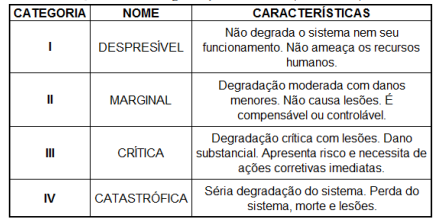 CATEGORIA NOME CARACTERÍSTICAS
I DESPRESÍVEL Não degrada o sistema nem seu
funcionamento. Não ameaça os recursos
humanos.
II MARGINAL Degradação moderada com danos
menores. Não causa lesões. É
compensável ou controlável.
III CRÍTICA Degradação crítica com lesões. Dano
substancial. Apresenta risco e necessita de
ações corretivas imediatas.
IV CATASTRÓFICA Séria degradação do sistema. Perda do
sistema, morte e lesões.